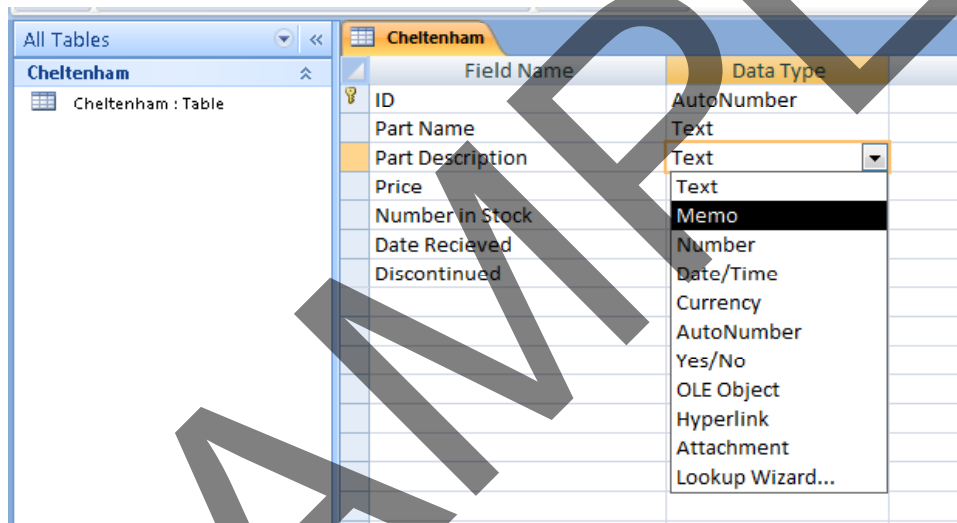 All Tables
«
Cheltenham
Cheltenham : Table
Cheltenham
Field Name Data Type
ID AutoNumber
Part Name Text
Part Description Text
Price
Number in Stock
Date Recieved
Discontinued
Text
Memo
Number
Date/Time
Currency
AutoNumber
Yes/No
OLE Object
Hyperlink
Attachment
Lookup Wizard...
AMPL